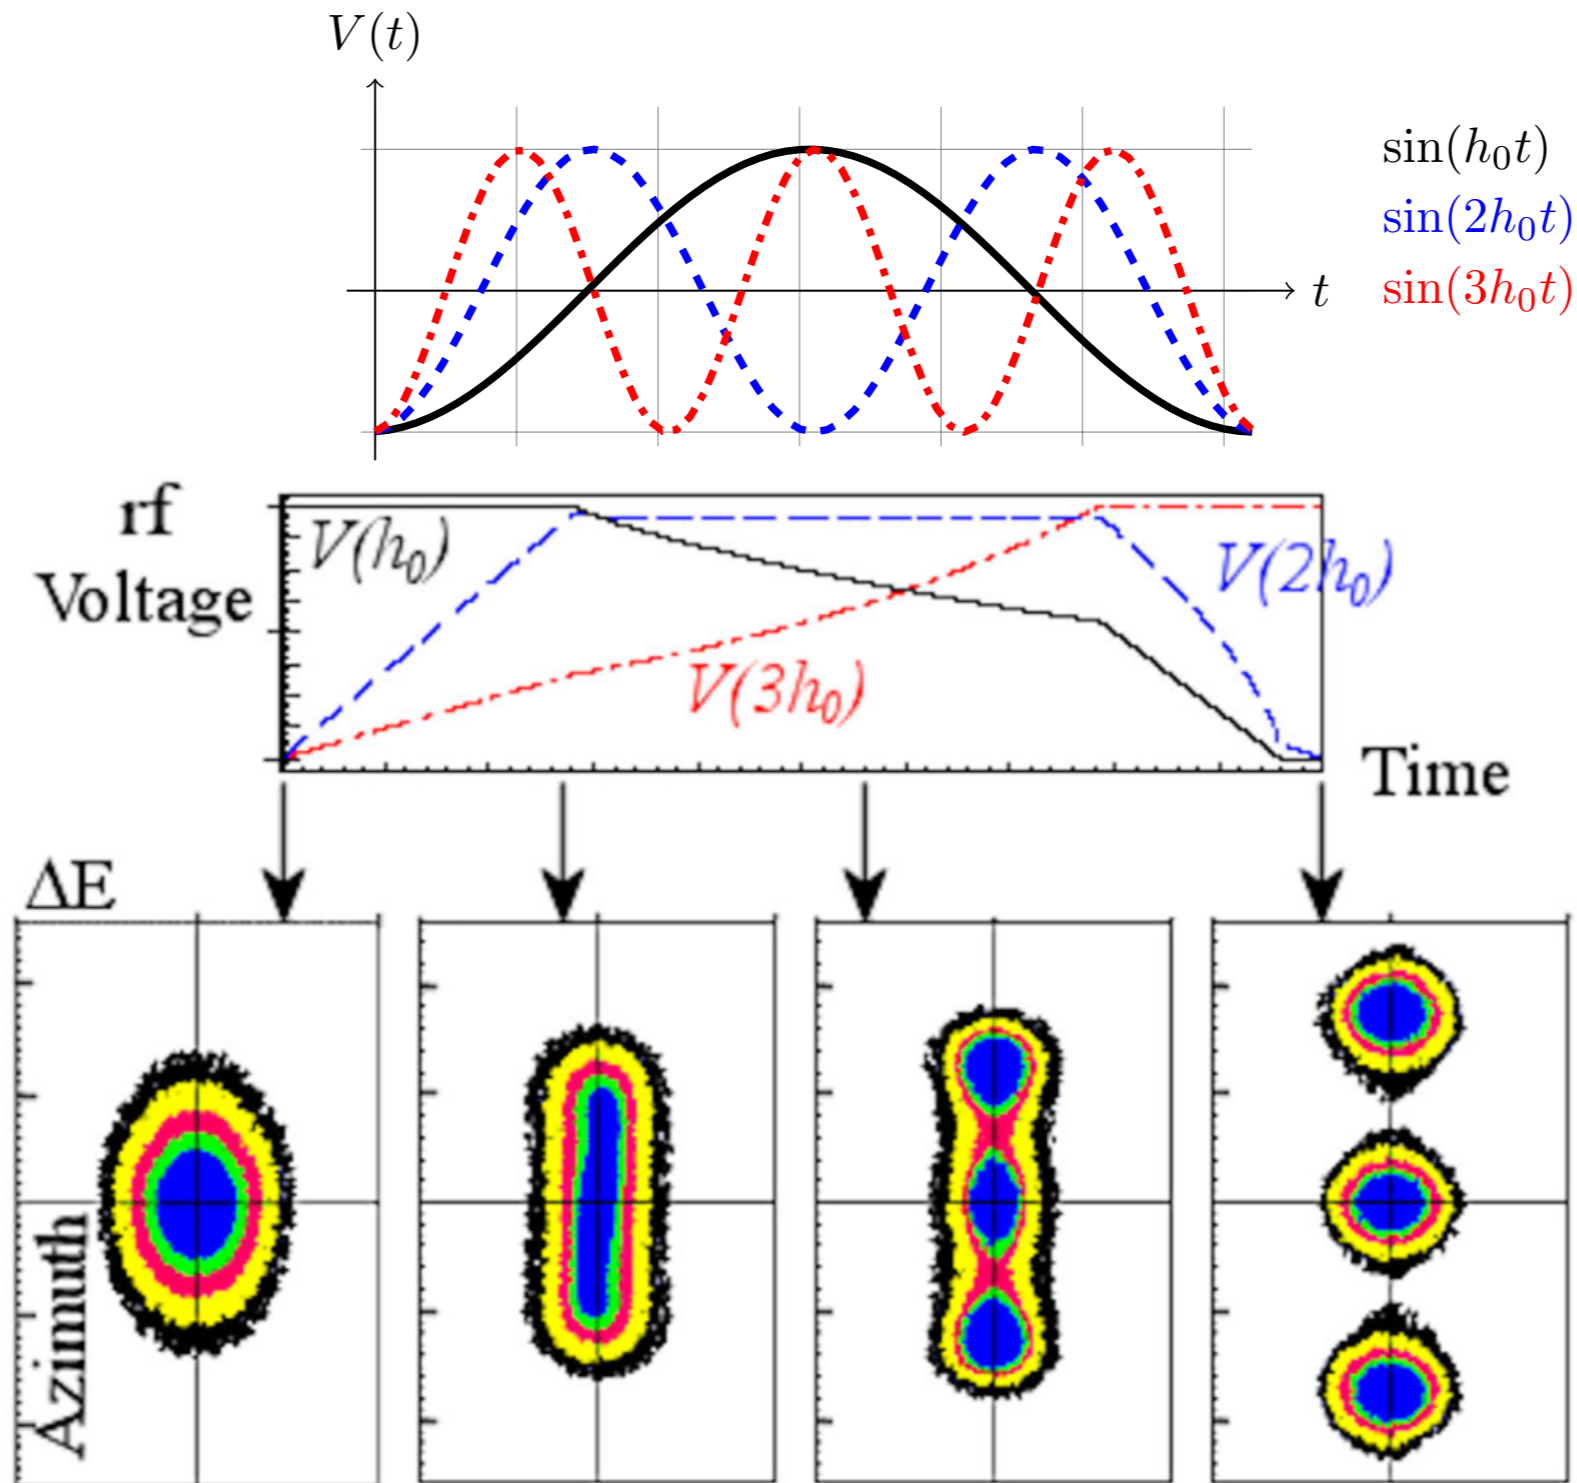 V(t)
sin(h₀t)
sin(2h₀t)
t
sin(3h₀t)
rf
Voltage
V(h₀)
V(2h₀)
V(3h₀)
Time
ΔE
Azimuth